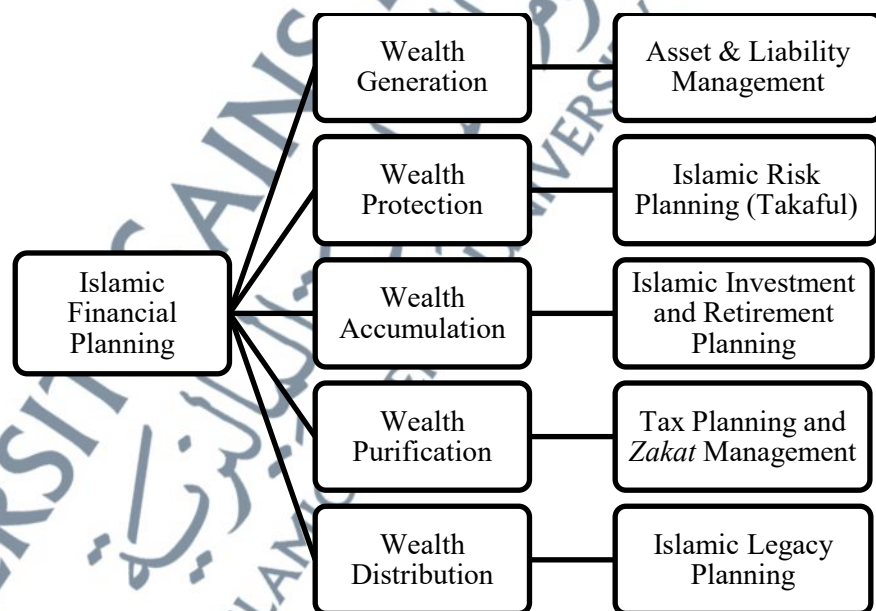 Wealth
Generation
Asset & Liability
Management
Wealth
Protection
Islamic Risk
Planning (Takaful)
Islamic
Financial
Planning
Wealth
Accumulation
Islamic Investment
and Retirement
Planning
Wealth
Purification
Tax Planning and
Zakat Management
Wealth
Distribution
Islamic Legacy
Planning